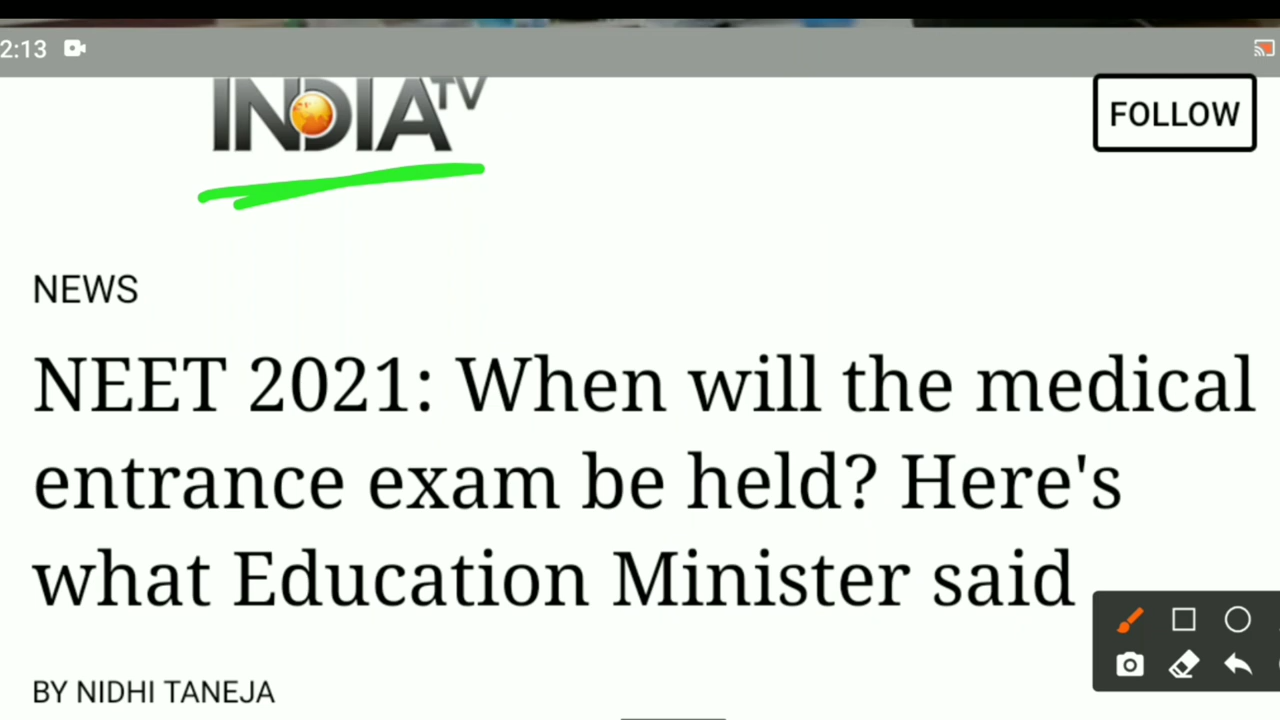 2:13
INDIA TV
FOLLOW
NEWS
NEET 2021: When will the medical
entrance exam be held? Here's
what Education Minister said
BY NIDHI TANEJA